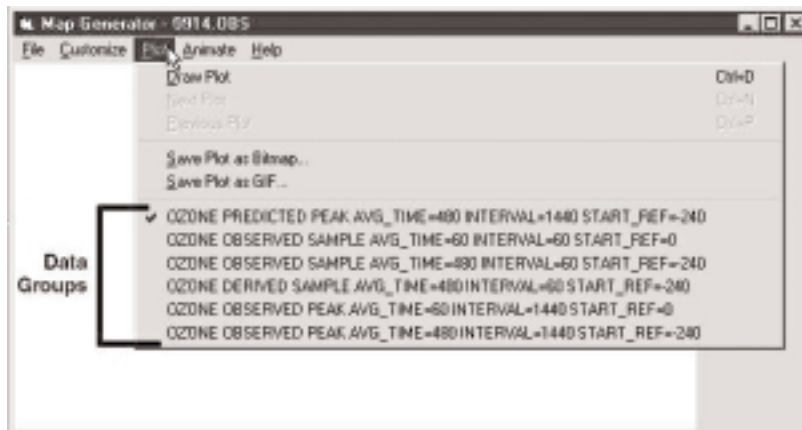 Map Generator - 9914.OBS
File Customize Plot Animate Help
Draw Plot Ctrl+D
Next Plot Ctrl+N
Previous Plot Ctrl+P
Save Plot as Bitmap...
Save Plot as GIF...
OZONE PREDICTED PEAK AVG_TIME=480 INTERVAL=1440 START_REF=-240
OZONE OBSERVED SAMPLE AVG_TIME=60 INTERVAL=60 START_REF=0
OZONE OBSERVED SAMPLE AVG_TIME=480 INTERVAL=60 START_REF=-240
OZONE DERIVED SAMPLE AVG_TIME=480 INTERVAL=60 START_REF=-240
OZONE OBSERVED PEAK AVG_TIME=60 INTERVAL=1440 START_REF=0
OZONE OBSERVED PEAK AVG_TIME=480 INTERVAL=1440 START_REF=-240
Data
Groups